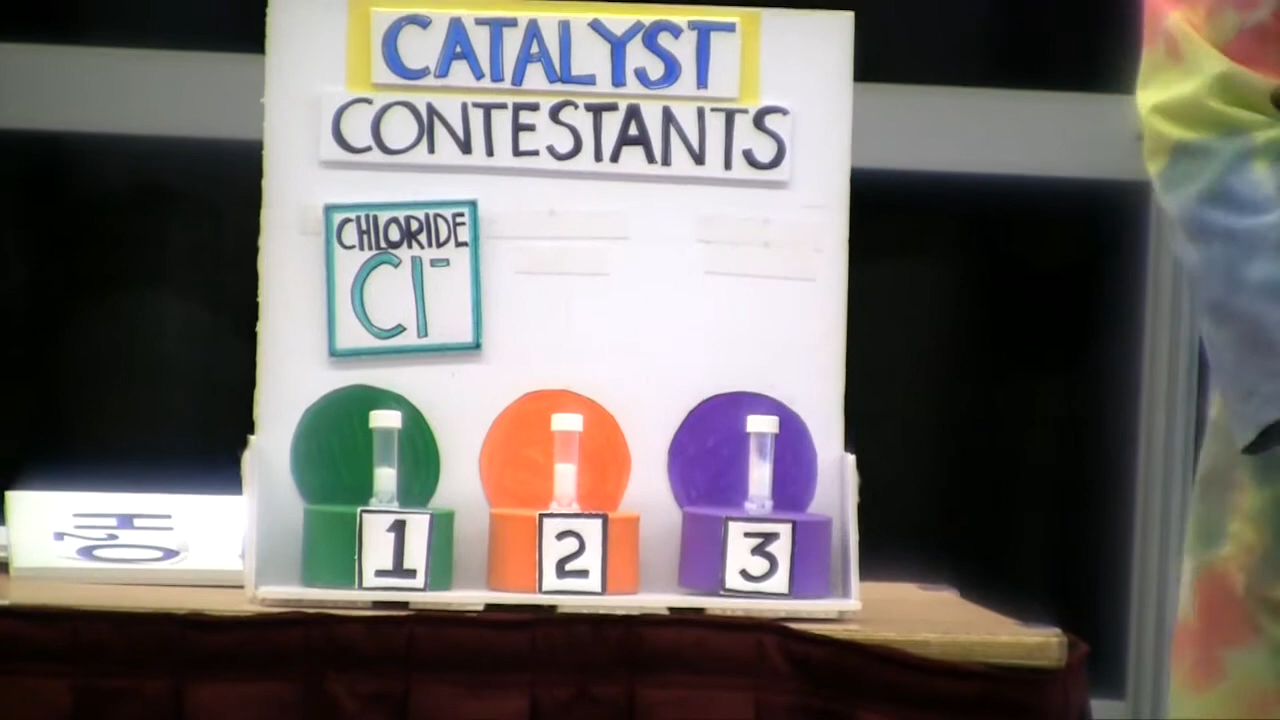 CATALYST
CONTESTANTS
CHLORIDE
Cl⁻
1
2
3
H₂O